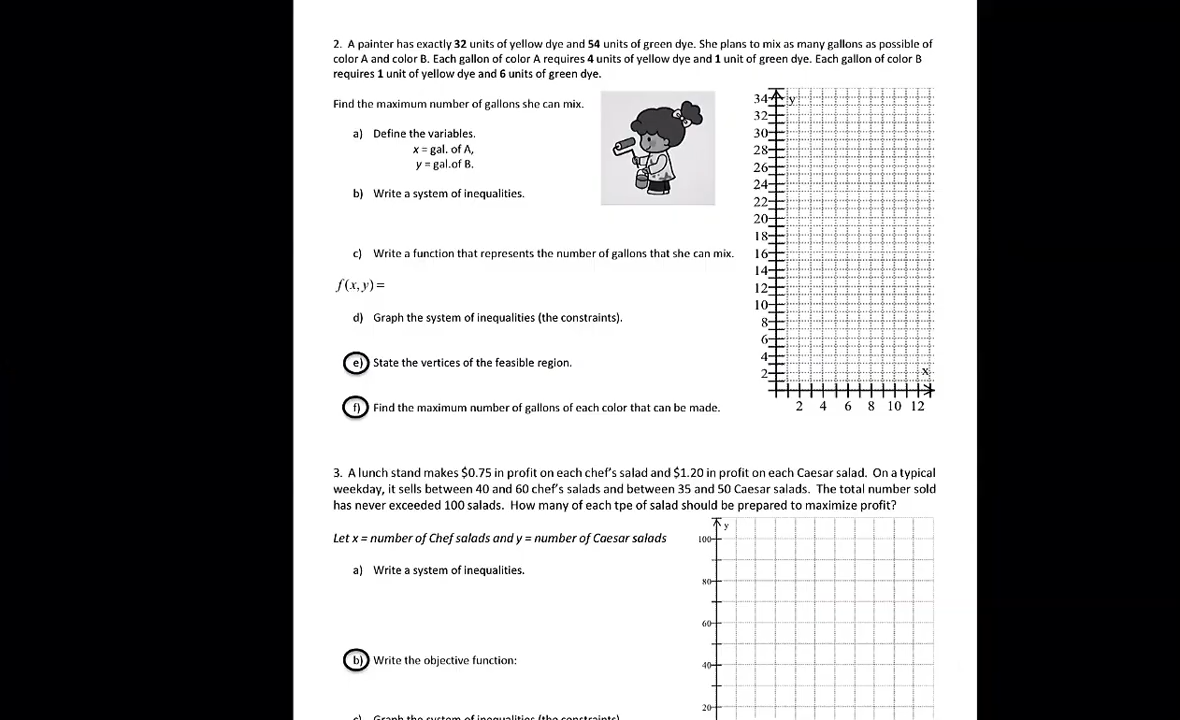 2. A painter has exactly 32 units of yellow dye and 54 units of green dye. She plans to mix as many gallons as possible of
color A and color B. Each gallon of color A requires 4 units of yellow dye and 1 unit of green dye. Each gallon of color B
requires 1 unit of yellow dye and 6 units of green dye.
Find the maximum number of gallons she can mix.
a) Define the variables.
x = gal. of A,
y = gal.of B.
b) Write a system of inequalities.
c) Write a function that represents the number of gallons that she can mix.
f(x, y) =
d) Graph the system of inequalities (the constraints).
e) State the vertices of the feasible region.
f) Find the maximum number of gallons of each color that can be made.
34 y
32
30
28
26
24
22
20
18
16
14
12
10
8
6
4
2 x
2 4 6 8 10 12
3. A lunch stand makes $0.75 in profit on each chef's salad and $1.20 in profit on each Caesar salad. On a typical
weekday, it sells between 40 and 60 chef's salads and between 35 and 50 Caesar salads. The total number sold
has never exceeded 100 salads. How many of each tpe of salad should be prepared to maximize profit?
Let x = number of Chef salads and y = number of Caesar salads
a) Write a system of inequalities.
b) Write the objective function:
c) Graph the system of inequalities (the constraints)
y
100
80
60
40
20